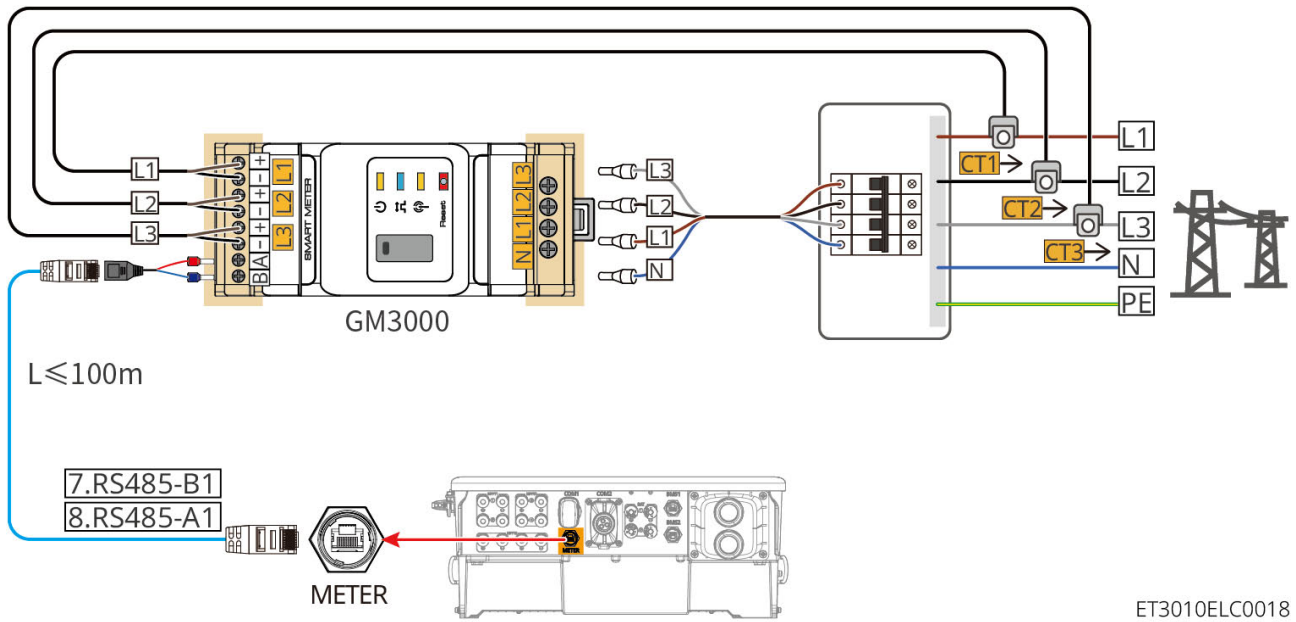 L1
L2
L3
+
-
+
-
+
-
A
B
L1
L2
L3
SMART METER
Reset
L3
L2
L1
N
GM3000
L3
L2
L1
N
CT1
CT2
CT3
L1
L2
L3
N
PE
L≤100m
7.RS485-B1
8.RS485-A1
METER
COM1
COM2
METER
ET3010ELC0018